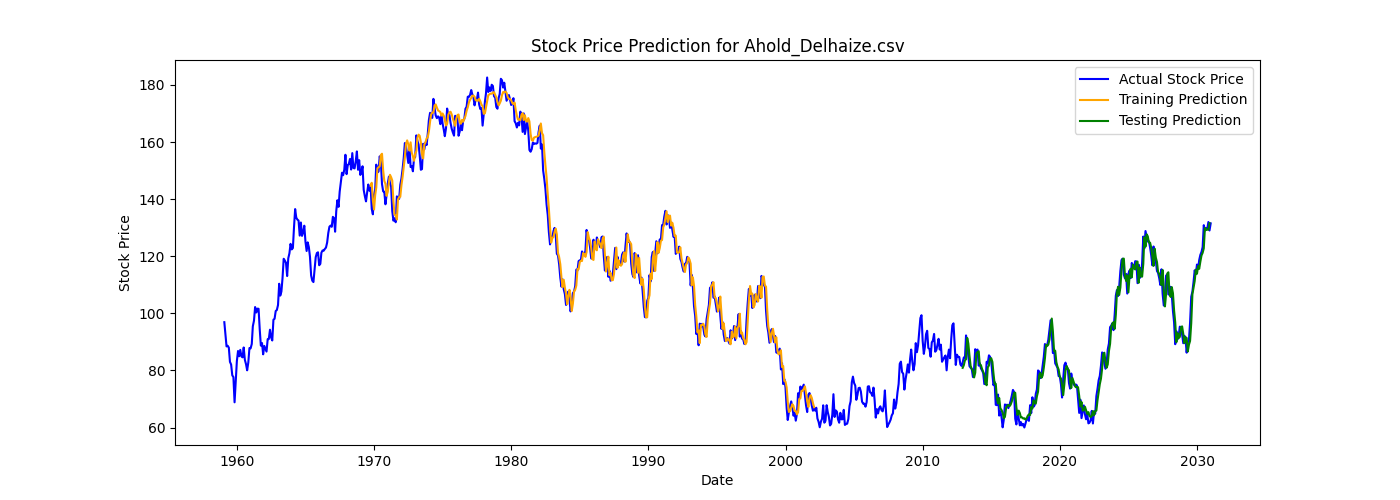 Stock Price Prediction for Ahold_Delhaize.csv
Actual Stock Price
Training Prediction
Testing Prediction
Stock Price
180
160
140
120
100
80
60
1960
1970
1980
1990
2000
2010
2020
2030
Date